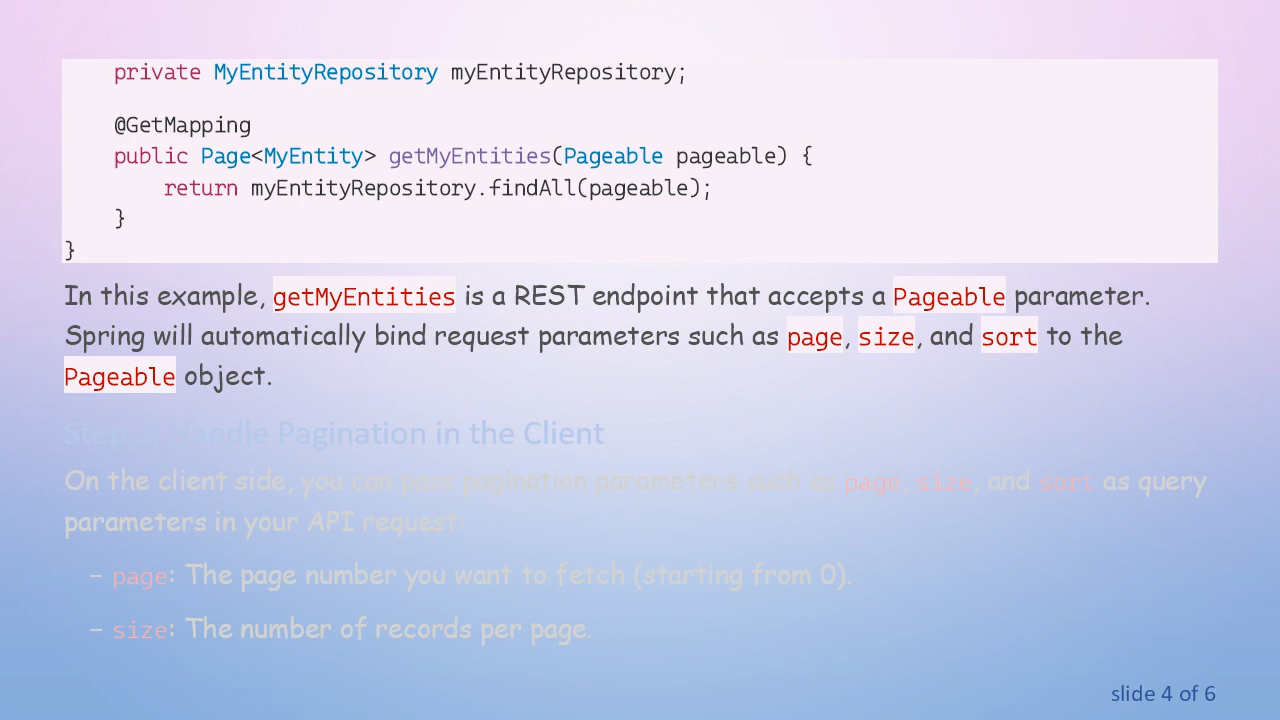 private MyEntityRepository myEntityRepository;
@GetMapping
public Page<MyEntity> getMyEntities(Pageable pageable) {
return myEntityRepository.findAll(pageable);
}
}
In this example, getMyEntities is a REST endpoint that accepts a Pageable parameter.
Spring will automatically bind request parameters such as page, size, and sort to the
Pageable object.
Step Handle Pagination in the Client
On the client side, you can pass pagination parameters such as page, size, and sort as query
parameters in your API request:
– page: The page number you want to fetch (starting from 0).
– size: The number of records per page.
slide 4 of 6